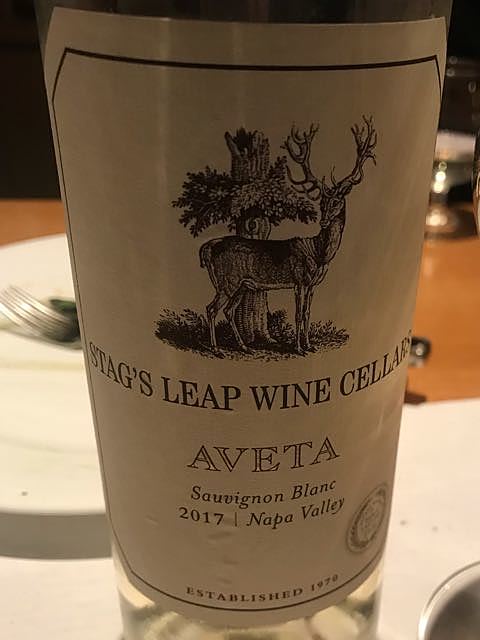 STAG'S LEAP WINE CELLARS
AVETA
Sauvignon Blanc
2017 | Napa Valley
ESTABLISHED 1970